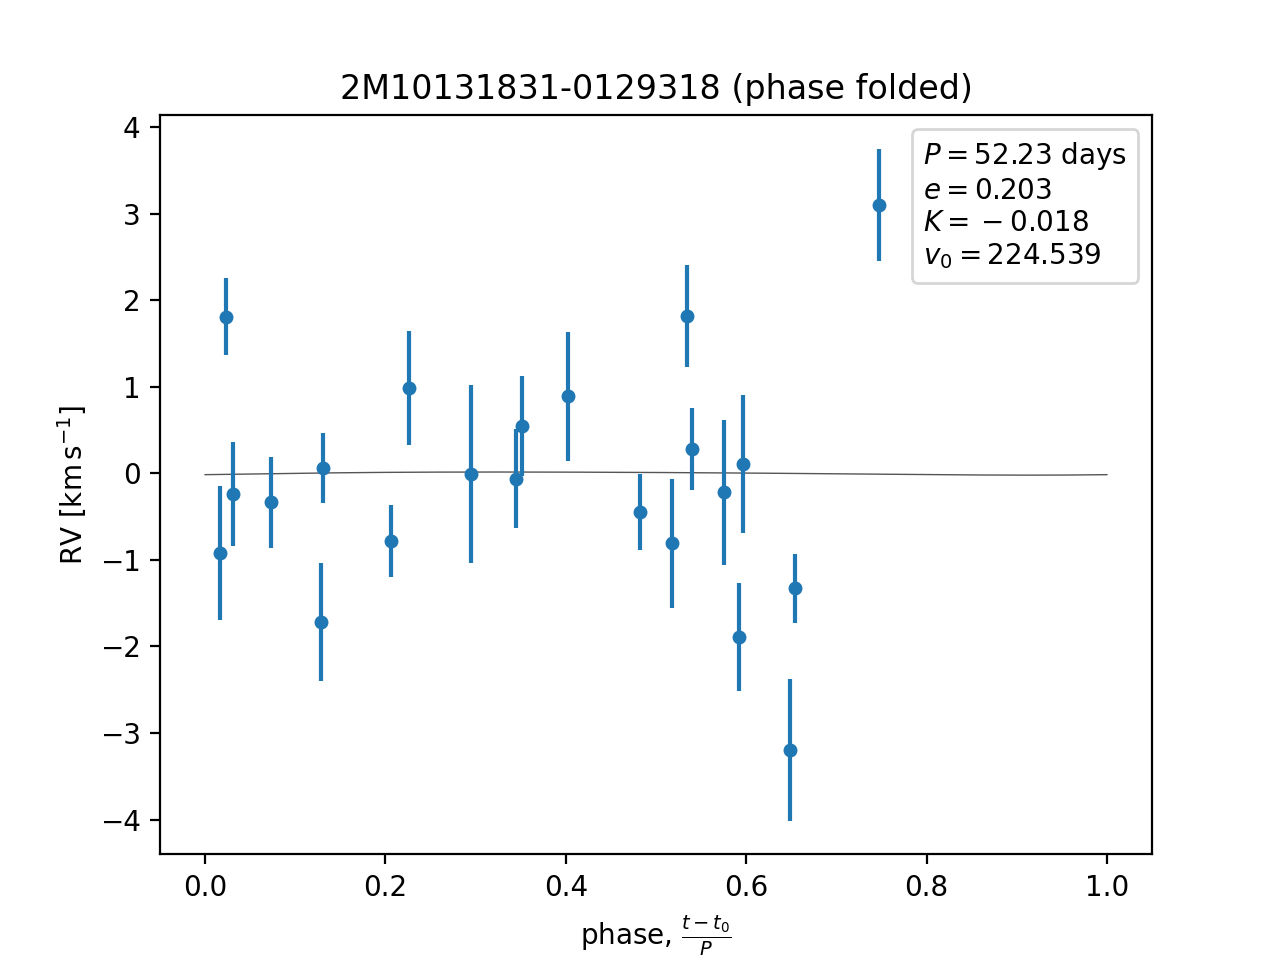 2M10131831-0129318 (phase folded)
P = 52.23 days
e = 0.203
K = −0.018
v₀ = 224.539
RV [km s⁻¹]
4
3
2
1
0
−1
−2
−3
−4
0.0 0.2 0.4 0.6 0.8 1.0
phase, (t − t₀)/P